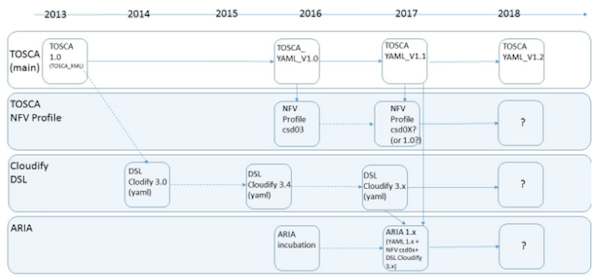 2013 2014 2015 2016 2017 2018
TOSCA
(main)
TOSCA
1.0
(TOSCA_XML)
TOSCA_
YAML_V1.0
TOSCA
YAML_V1.1
TOSCA
YAML_V1.2
TOSCA
NFV Profile
NFV
Profile
csd03
NFV
Profile
csd0X?
(or 1.0?)
?
Cloudify
DSL
DSL
Clodify 3.0
(yaml)
DSL
Cloudify 3.4
(yaml)
DSL
Cloudify 3.x
(yaml)
?
ARIA
ARIA
incubation
ARIA 1.x
(YAML 1.x +
NFV csd0x+
DSL Cloudify
3.x)
?